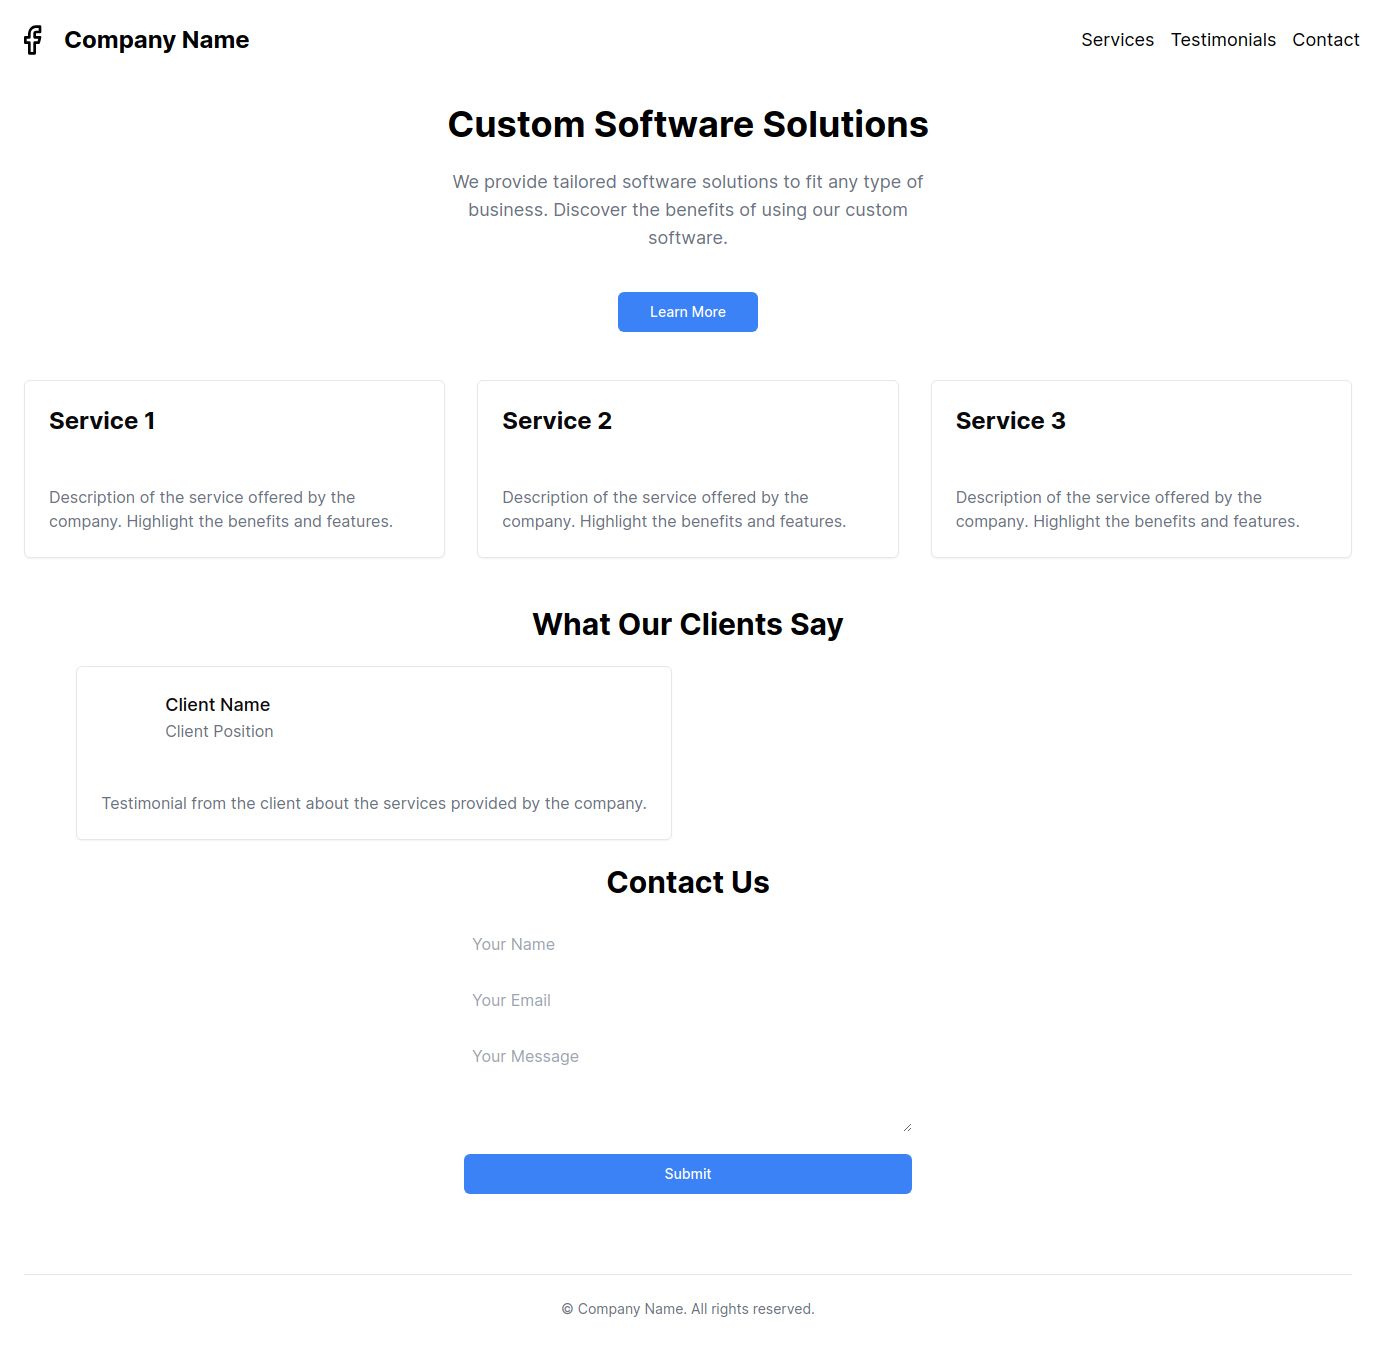 Company Name
Services Testimonials Contact
Custom Software Solutions
We provide tailored software solutions to fit any type of
business. Discover the benefits of using our custom
software.
Learn More
Service 1
Description of the service offered by the
company. Highlight the benefits and features.
Service 2
Description of the service offered by the
company. Highlight the benefits and features.
Service 3
Description of the service offered by the
company. Highlight the benefits and features.
What Our Clients Say
Client Name
Client Position
Testimonial from the client about the services provided by the company.
Contact Us
Your Name
Your Email
Your Message
Submit
© Company Name. All rights reserved.